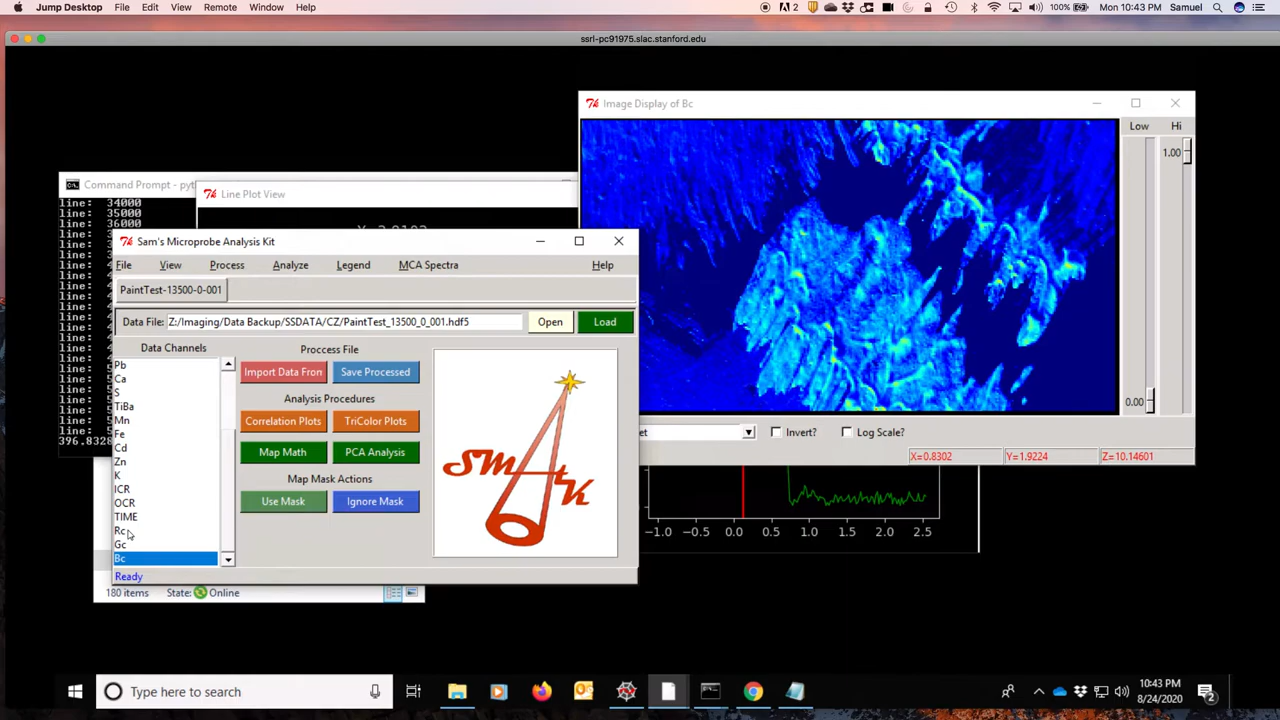 Jump Desktop File Edit View Remote Window Help 2 100% Mon 10:43 PM Samuel
ssrl-pc91975.slac.stanford.edu
Image Display of Bc
Low Hi
1.00
0.00
Invert? Log Scale?
X=0.8302 Y=1.9224 Z=10.14601
Command Prompt - pyt
line: 34000
line: 35000
line: 36000
396.8328
Line Plot View
Sam's Microprobe Analysis Kit
File View Process Analyze Legend MCA Spectra Help
PaintTest-13500-0-001
Data File: Z:/Imaging/Data Backup/SSDATA/CZ/PaintTest_13500_0_001.hdf5 Open Load
Data Channels
Pb
Ca
S
TiBa
Mn
Fe
Cd
Zn
K
ICR
OCR
TIME
Rc
Gc
Bc
Proccess File
Import Data Fron Save Processed
Analysis Procedures
Correlation Plots TriColor Plots
Map Math PCA Analysis
Map Mask Actions
Use Mask Ignore Mask
SMAK
Ready
−1.0 −0.5 0.0 0.5 1.0 1.5 2.0 2.5
180 items State: Online
Type here to search
10:43 PM
8/24/2020
2